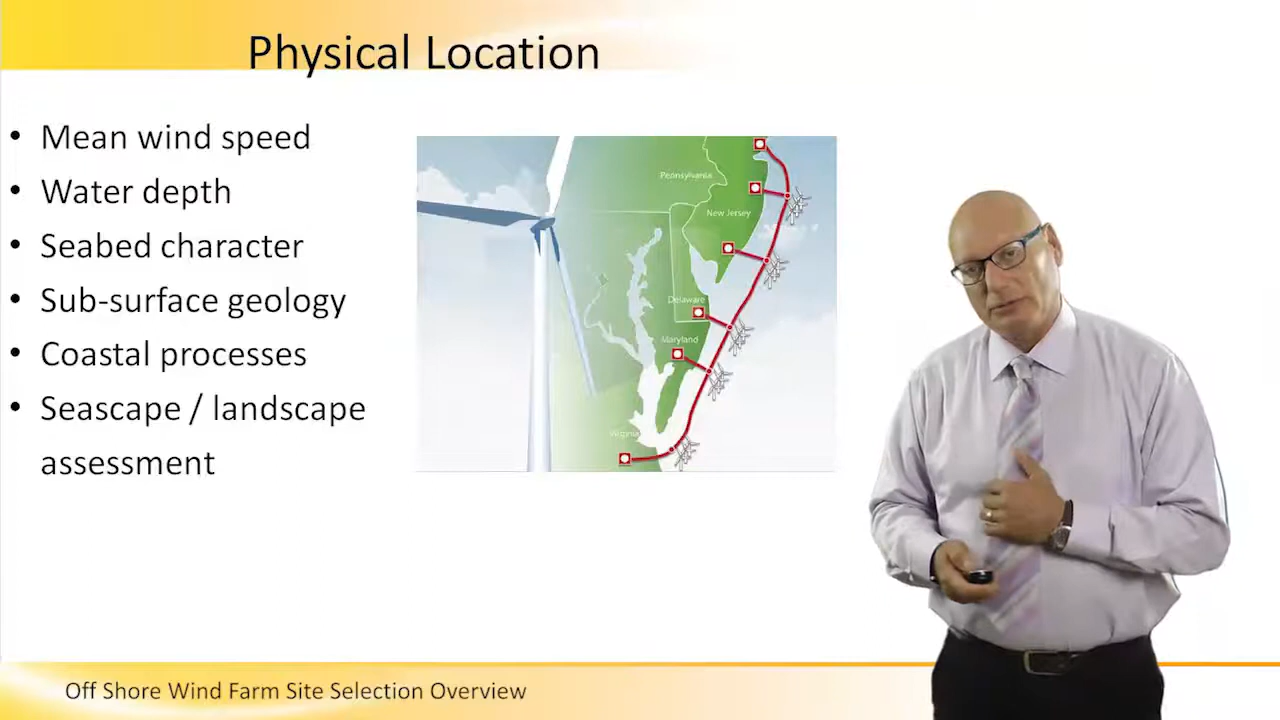 Physical Location
• Mean wind speed
• Water depth
• Seabed character
• Sub-surface geology
• Coastal processes
• Seascape / landscape
assessment
Pennsylvania
New Jersey
Delaware
Maryland
Virginia
Off Shore Wind Farm Site Selection Overview